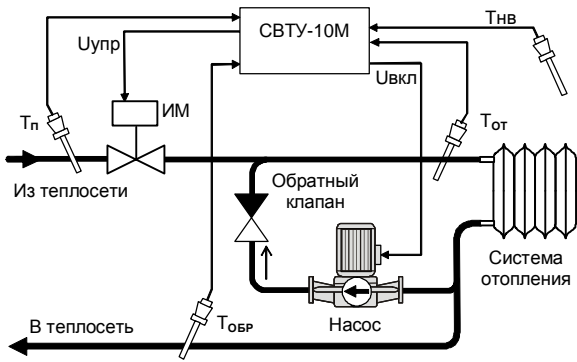 СВТУ-10М
Тнв
Uупр
Uвкл
ИМ
Тп
Тот
Из теплосети
Обратный
клапан
Система
отопления
Тобр
Насос
В теплосеть